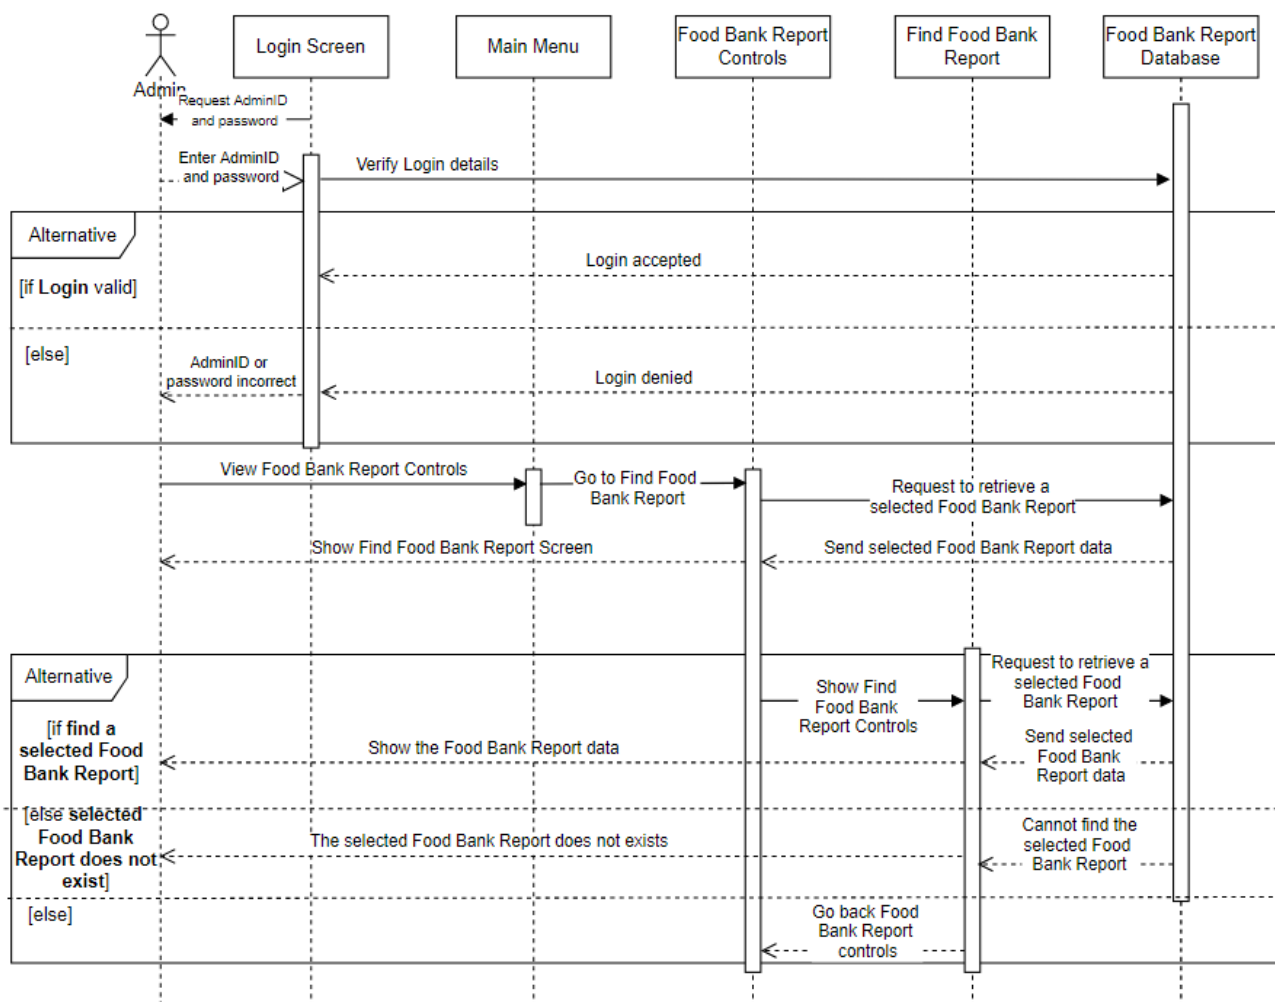 Admin
Login Screen
Main Menu
Food Bank Report
Controls
Find Food Bank
Report
Food Bank Report
Database
Request AdminID
and password
Enter AdminID
and password
Verify Login details
Alternative
[if Login valid]
Login accepted
[else]
AdminID or
password incorrect
Login denied
View Food Bank Report Controls
Go to Find Food
Bank Report
Request to retrieve a
selected Food Bank Report
Show Find Food Bank Report Screen
Send selected Food Bank Report data
Alternative
Show Find
Food Bank
Report Controls
Request to retrieve a
selected Food
Bank Report
[if find a
selected Food
Bank Report]
Show the Food Bank Report data
Send selected
Food Bank
Report data
[else selected
Food Bank
Report does not
exist]
The selected Food Bank Report does not exists
Cannot find the
selected Food
Bank Report
[else]
Go back Food
Bank Report
controls